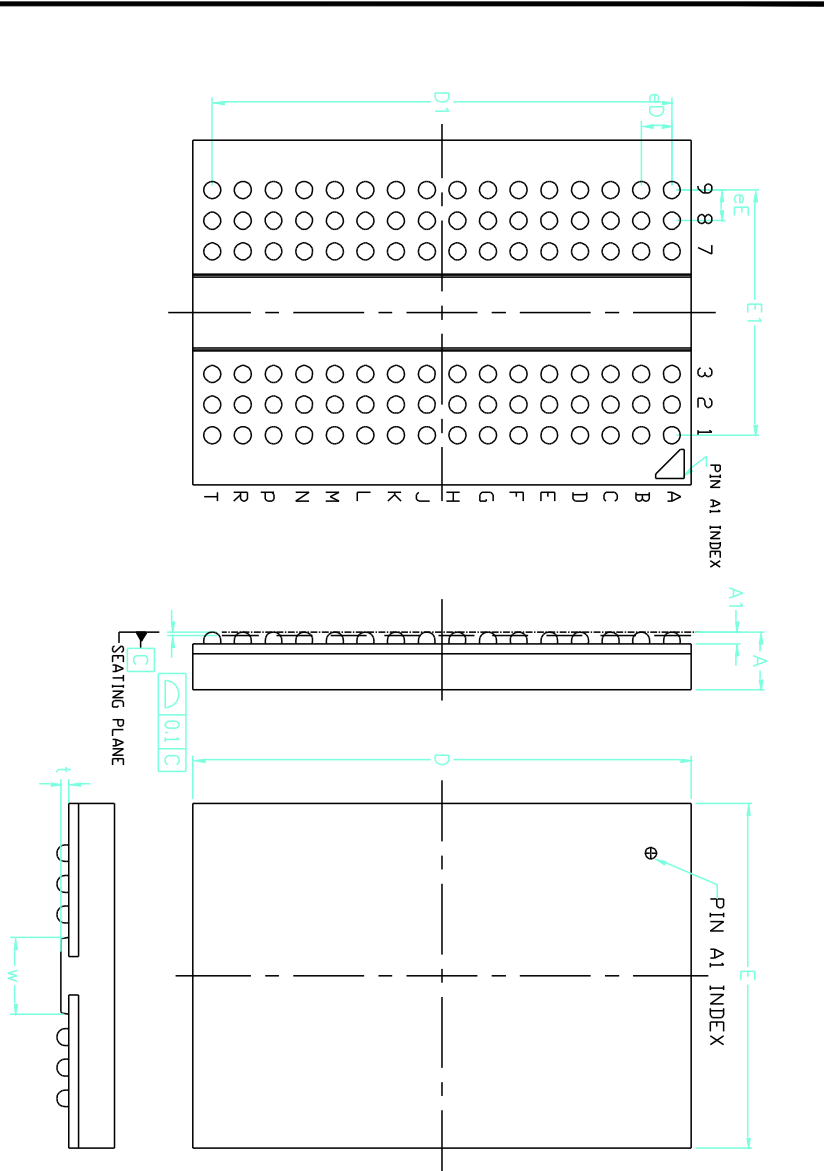 D1
eD
9
8
7
eE
E1
3
2
1
PIN A1 INDEX
T R P N M L K J H G F E D C B A
A1
A
SEATING PLANE
C
0.1 C
D
t
w
E
PIN A1 INDEX